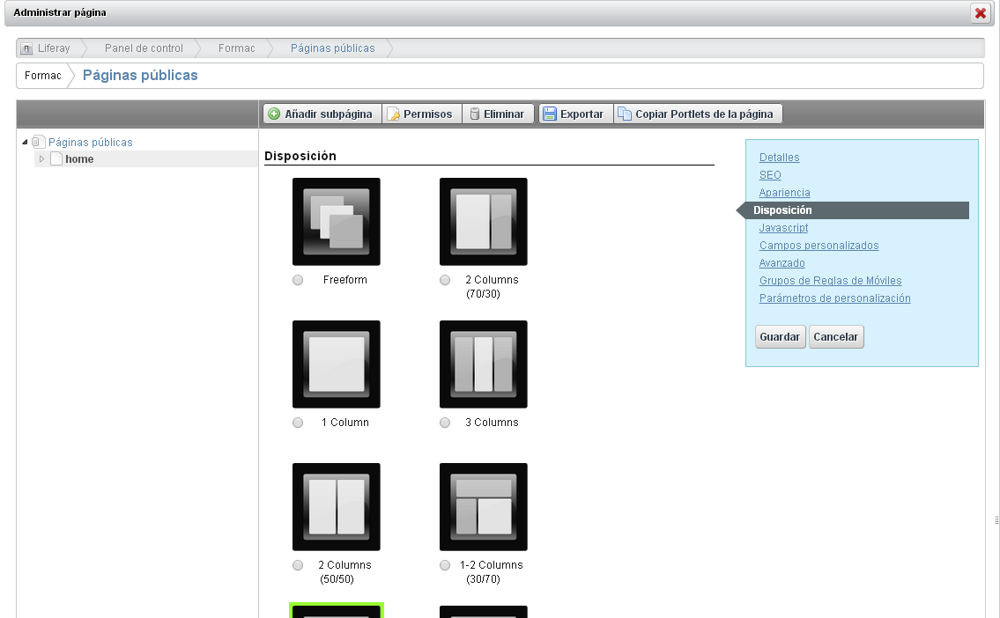 Administrar página
Liferay Panel de control Formac Páginas públicas
Formac Páginas públicas
Añadir subpágina Permisos Eliminar Exportar Copiar Portlets de la página
Páginas públicas
home
Disposición
Freeform
2 Columns
(70/30)
1 Column
3 Columns
2 Columns
(50/50)
1-2 Columns
(30/70)
Detalles
SEO
Apariencia
Disposición
Javascript
Campos personalizados
Avanzado
Grupos de Reglas de Móviles
Parámetros de personalización
Guardar Cancelar